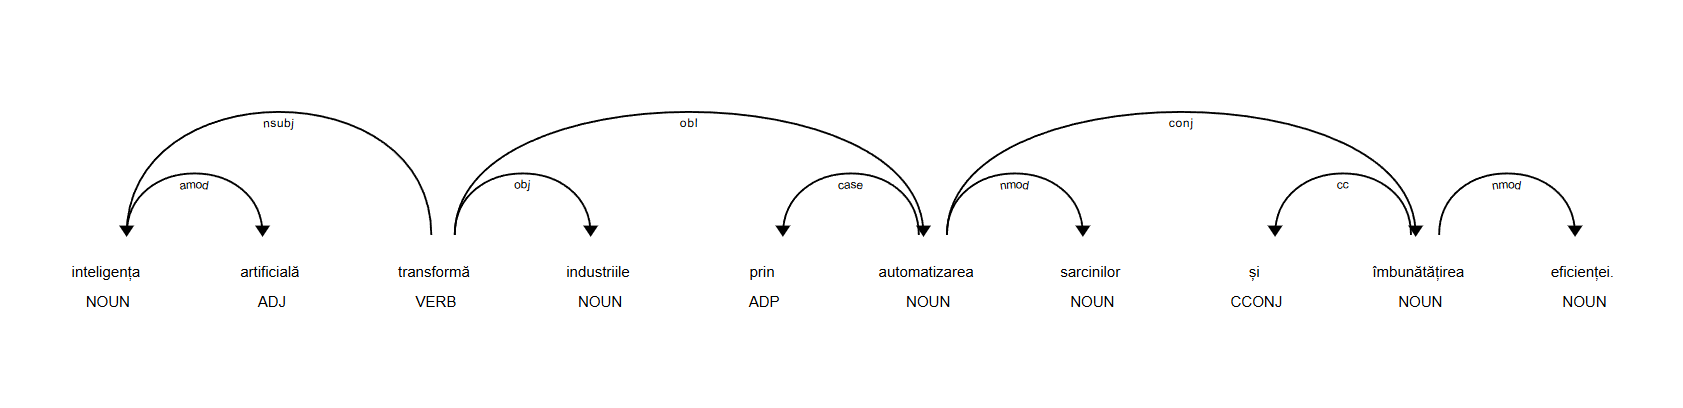 nsubj obl conj
amod obj case nmod cc nmod
inteligența artificială transformă industriile prin automatizarea sarcinilor și îmbunătățirea eficienței.
NOUN ADJ VERB NOUN ADP NOUN NOUN CCONJ NOUN NOUN